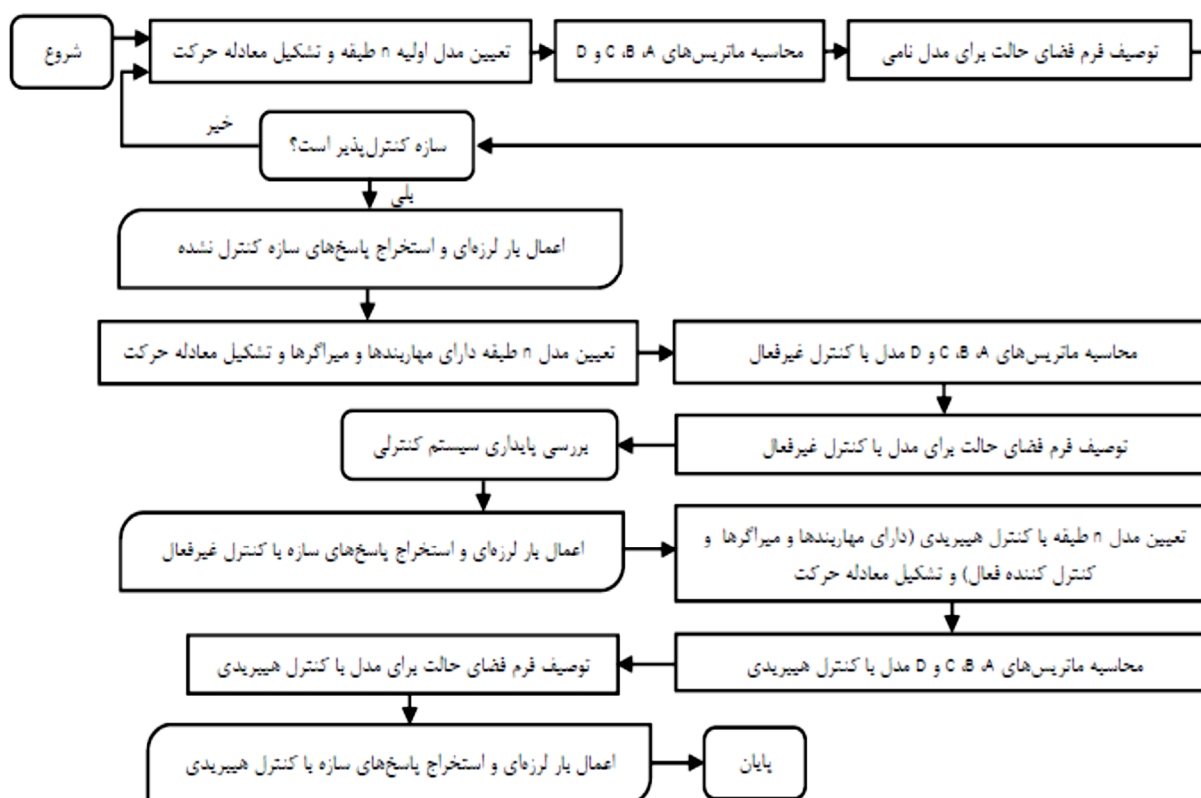 شروع
تعیین مدل اولیه n طبقه و تشکیل معادله حرکت
محاسبه ماتریس‌های A، B، C و D
توصیف فرم فضای حالت برای مدل نامی
سازه کنترل‌پذیر است؟
خیر
بلی
اعمال بار لرزه‌ای و استخراج پاسخ‌های سازه کنترل نشده
تعیین مدل n طبقه دارای مهاربندها و میراگرها و تشکیل معادله حرکت
محاسبه ماتریس‌های A، B، C و D مدل با کنترل غیرفعال
توصیف فرم فضای حالت برای مدل با کنترل غیرفعال
بررسی پایداری سیستم کنترلی
اعمال بار لرزه‌ای و استخراج پاسخ‌های سازه با کنترل غیرفعال
تعیین مدل n طبقه با کنترل هیبریدی (دارای مهاربندها و میراگرها و
کنترل کننده فعال) و تشکیل معادله حرکت
محاسبه ماتریس‌های A، B، C و D مدل با کنترل هیبریدی
توصیف فرم فضای حالت برای مدل با کنترل هیبریدی
اعمال بار لرزه‌ای و استخراج پاسخ‌های سازه با کنترل هیبریدی
پایان